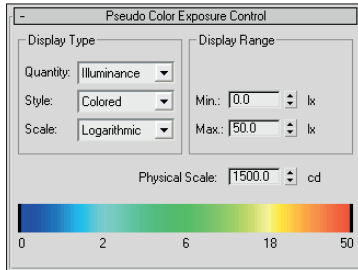 - Pseudo Color Exposure Control
Display Type
Quantity: Illuminance
Style: Colored
Scale: Logarithmic
Display Range
Min.: 0.0 lx
Max.: 50.0 lx
Physical Scale: 1500.0 cd
0 2 6 18 50